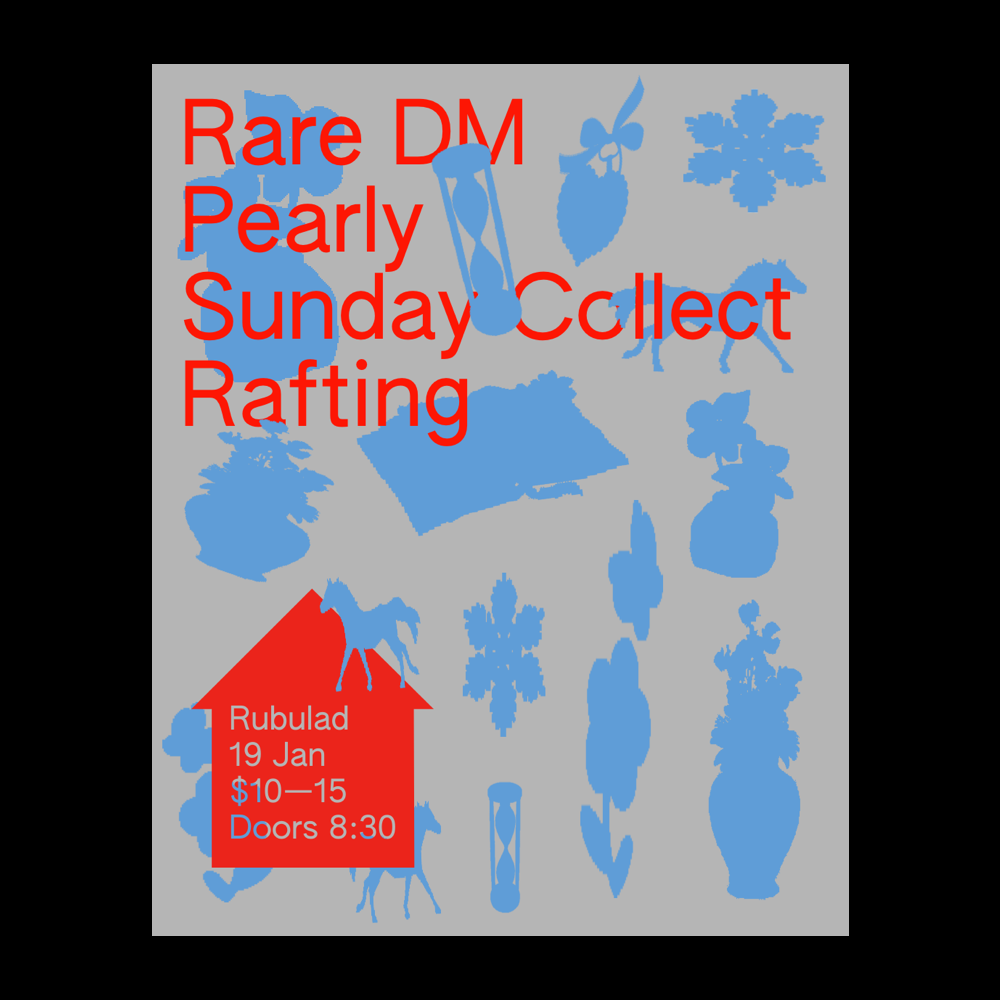 Rare DM
Pearly
Sunday Collect
Rafting
Rubulad
19 Jan
$10—15
Doors 8:30